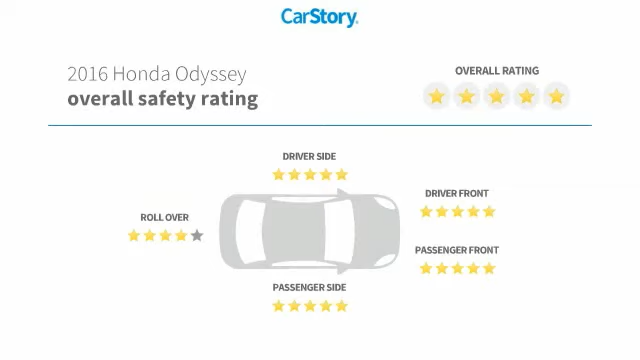 CarStory.
2016 Honda Odyssey
overall safety rating
OVERALL RATING
DRIVER SIDE
DRIVER FRONT
ROLL OVER
PASSENGER FRONT
PASSENGER SIDE